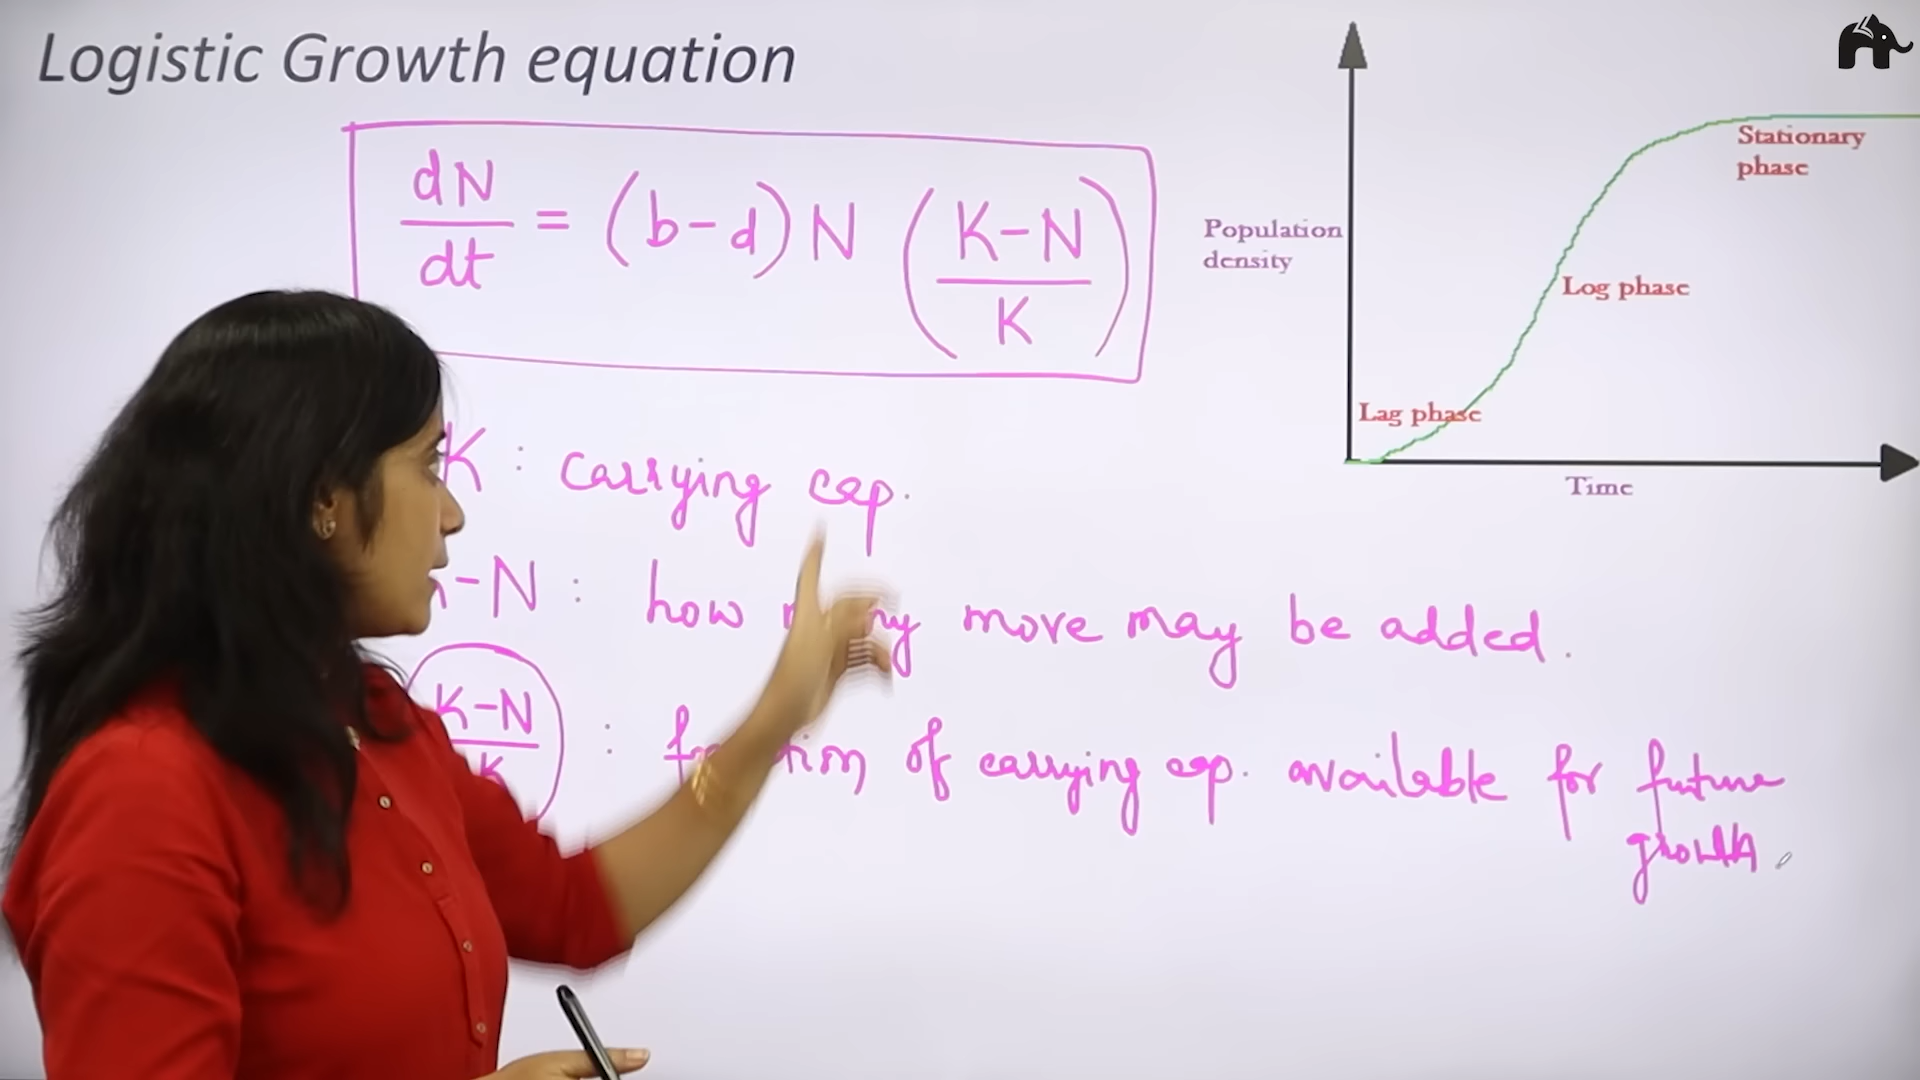 Logistic Growth equation
dN/dt = (b-d) N (K-N/K)
Population
density
Stationary
phase
Log phase
Lag phase
Time
K : carrying cap.
-N : how many more may be added.
K-N/K : fraction of carrying cap. available for future
growth.